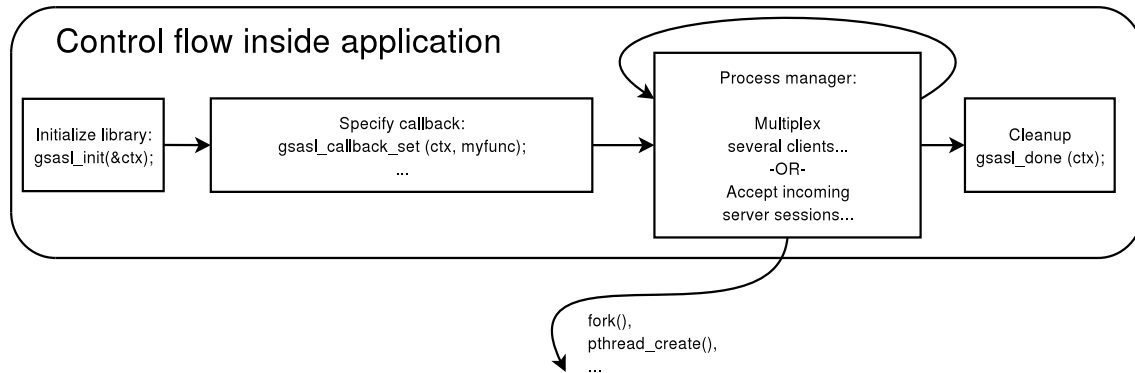 Control flow inside application
Initialize library:
gsasl_init(&ctx);
Specify callback:
gsasl_callback_set (ctx, myfunc);
...
Process manager:
Multiplex
several clients...
-OR-
Accept incoming
server sessions...
Cleanup
gsasl_done (ctx);
fork(),
pthread_create(),
...